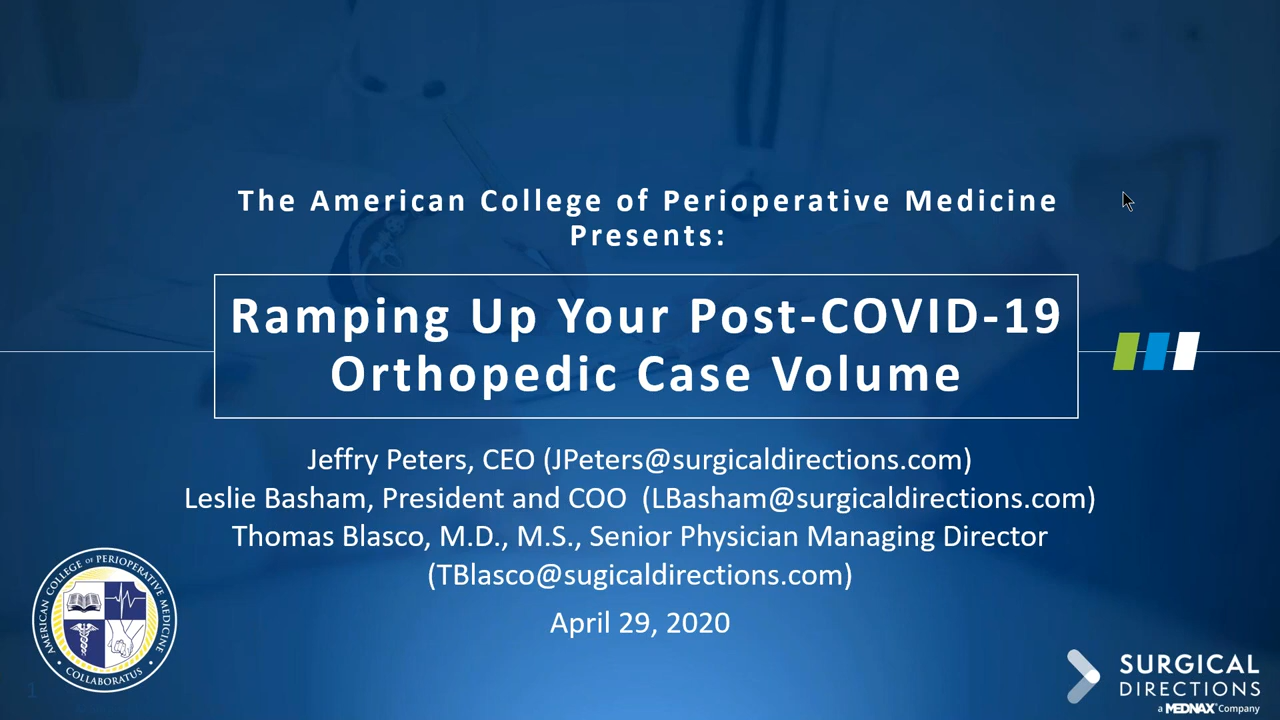 The American College of Perioperative Medicine
Presents:
Ramping Up Your Post-COVID-19
Orthopedic Case Volume
Jeffry Peters, CEO (JPeters@surgicaldirections.com)
Leslie Basham, President and COO (LBasham@surgicaldirections.com)
Thomas Blasco, M.D., M.S., Senior Physician Managing Director
(TBlasco@sugicaldirections.com)
April 29, 2020
AMERICAN COLLEGE OF PERIOPERATIVE MEDICINE
• COLLABORATUS •
1
SURGICAL
DIRECTIONS
a MEDNAX® Company